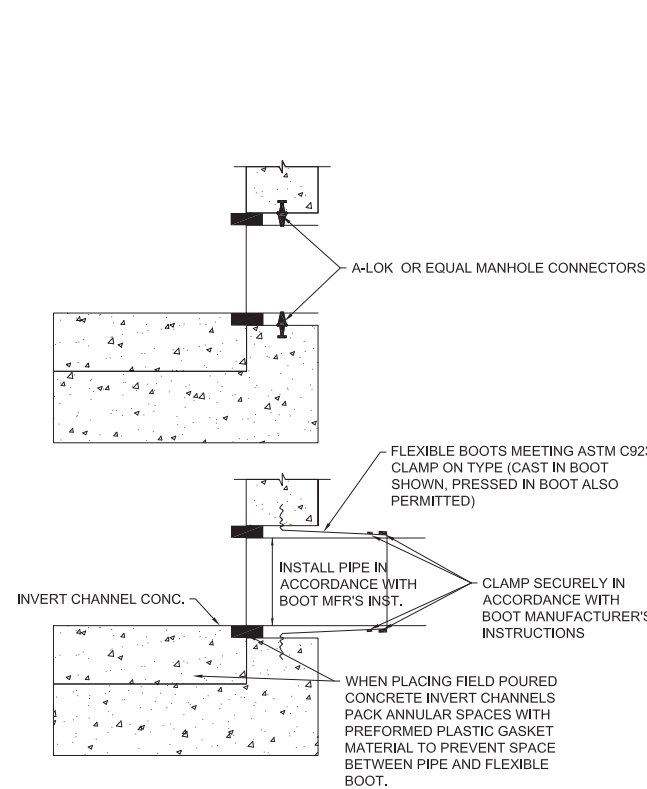 A-LOK OR EQUAL MANHOLE CONNECTORS
FLEXIBLE BOOTS MEETING ASTM C923
CLAMP ON TYPE (CAST IN BOOT
SHOWN, PRESSED IN BOOT ALSO
PERMITTED)
INSTALL PIPE IN
ACCORDANCE WITH
BOOT MFR'S INST.
INVERT CHANNEL CONC.
CLAMP SECURELY IN
ACCORDANCE WITH
BOOT MANUFACTURER'S
INSTRUCTIONS
WHEN PLACING FIELD POURED
CONCRETE INVERT CHANNELS
PACK ANNULAR SPACES WITH
PREFORMED PLASTIC GASKET
MATERIAL TO PREVENT SPACE
BETWEEN PIPE AND FLEXIBLE
BOOT.